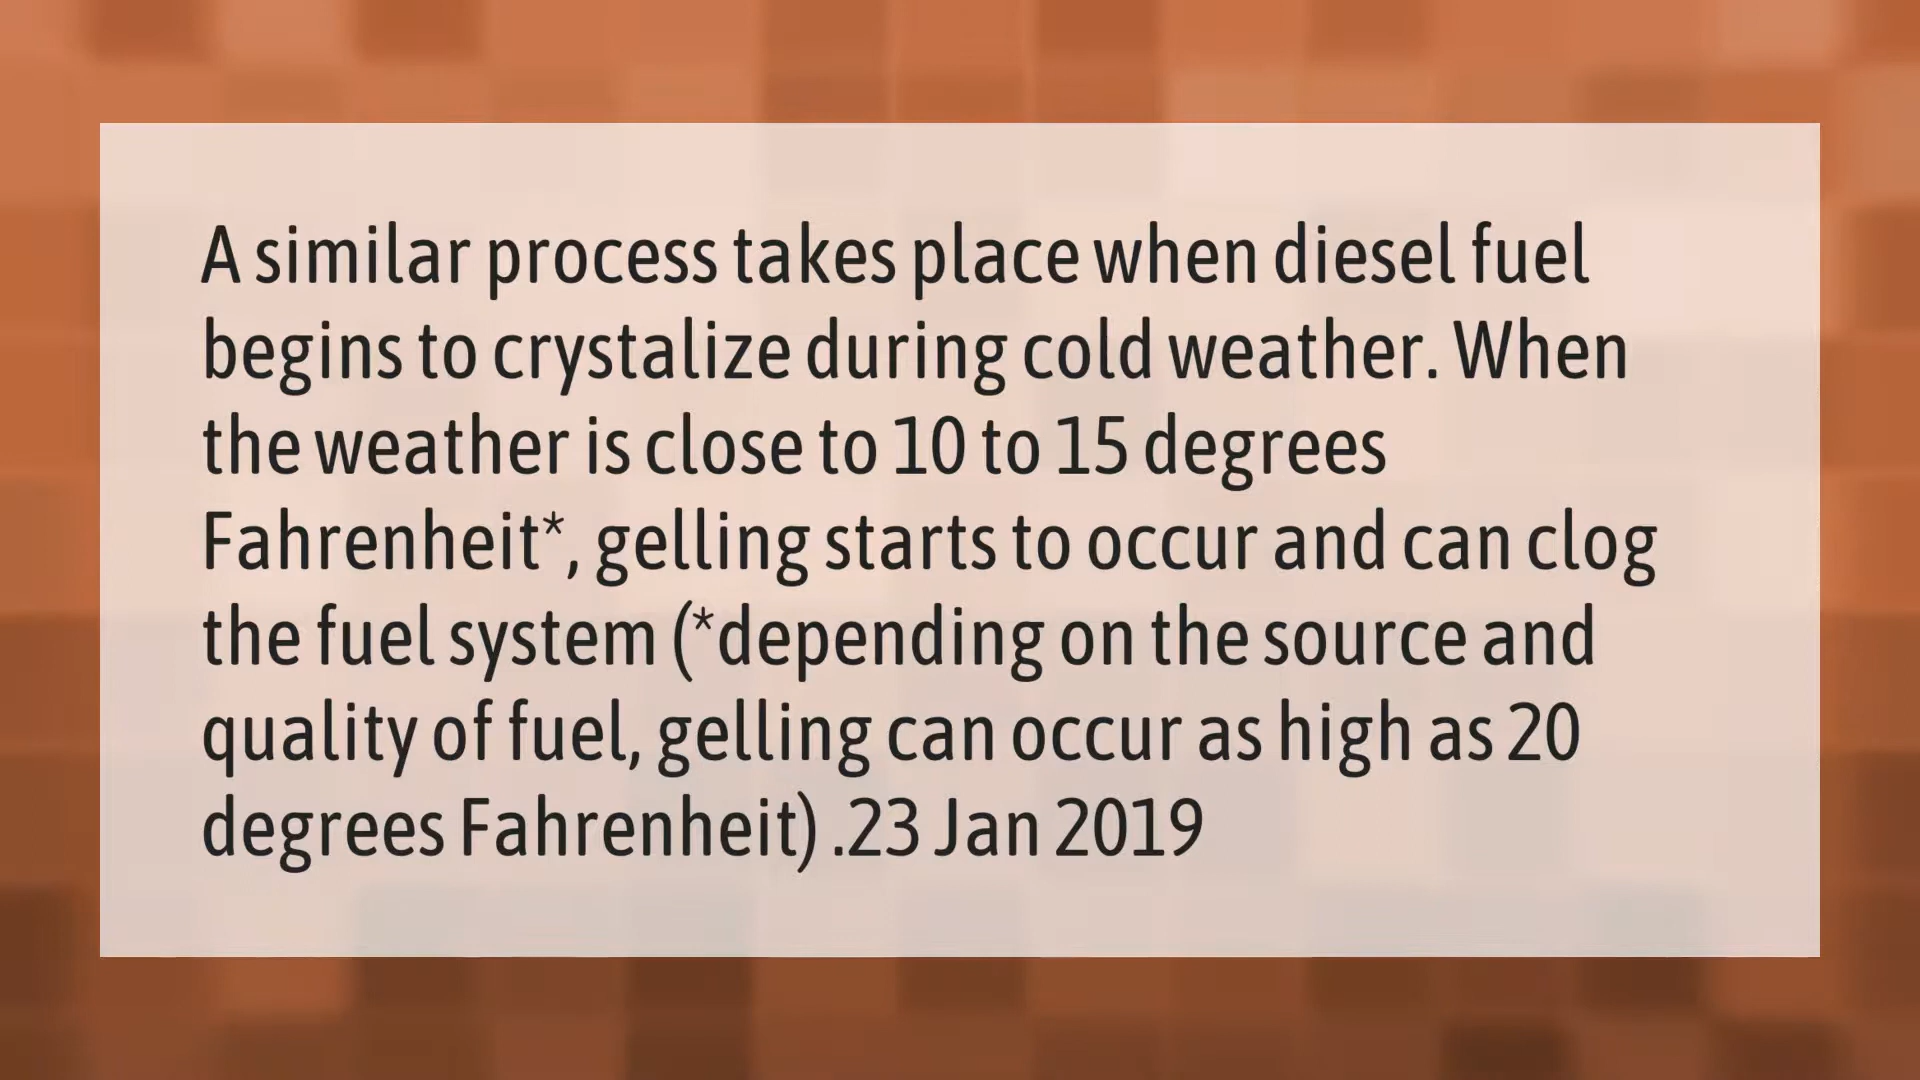 A similar process takes place when diesel fuel
begins to crystalize during cold weather. When
the weather is close to 10 to 15 degrees
Fahrenheit*, gelling starts to occur and can clog
the fuel system (*depending on the source and
quality of fuel, gelling can occur as high as 20
degrees Fahrenheit) .23 Jan 2019